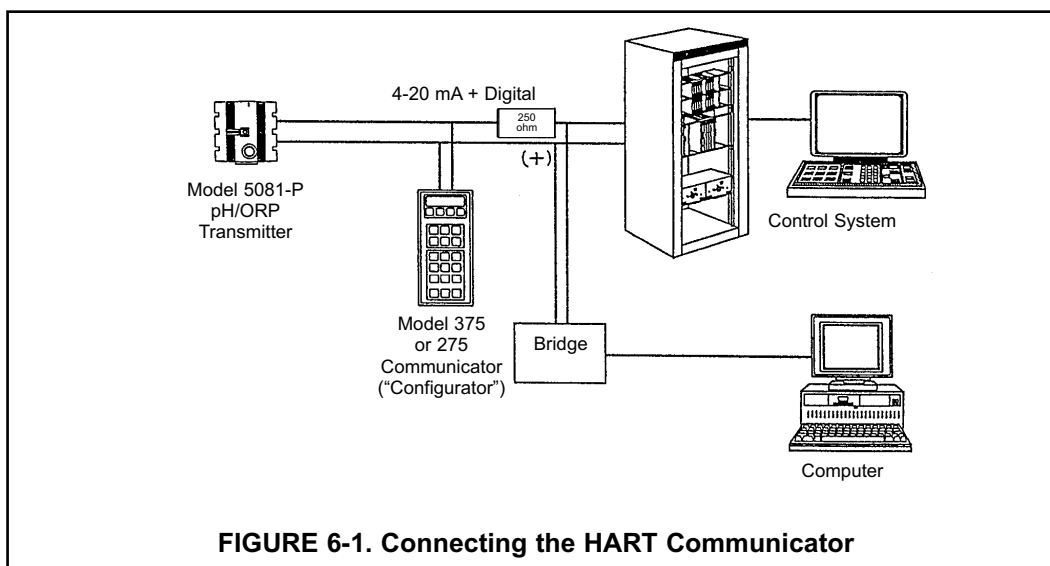 4-20 mA + Digital
250
ohm
(+)
Model 5081-P
pH/ORP
Transmitter
Control System
Model 375
or 275
Communicator
(“Configurator”)
Bridge
Computer
FIGURE 6-1. Connecting the HART Communicator